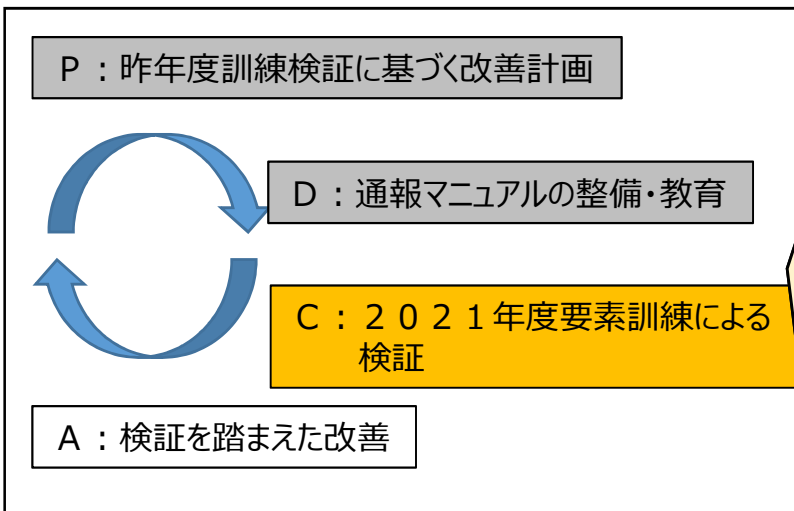 P：昨年度訓練検証に基づく改善計画
D：通報マニュアルの整備・教育
C：２０２１年度要素訓練による
検証
A：検証を踏まえた改善